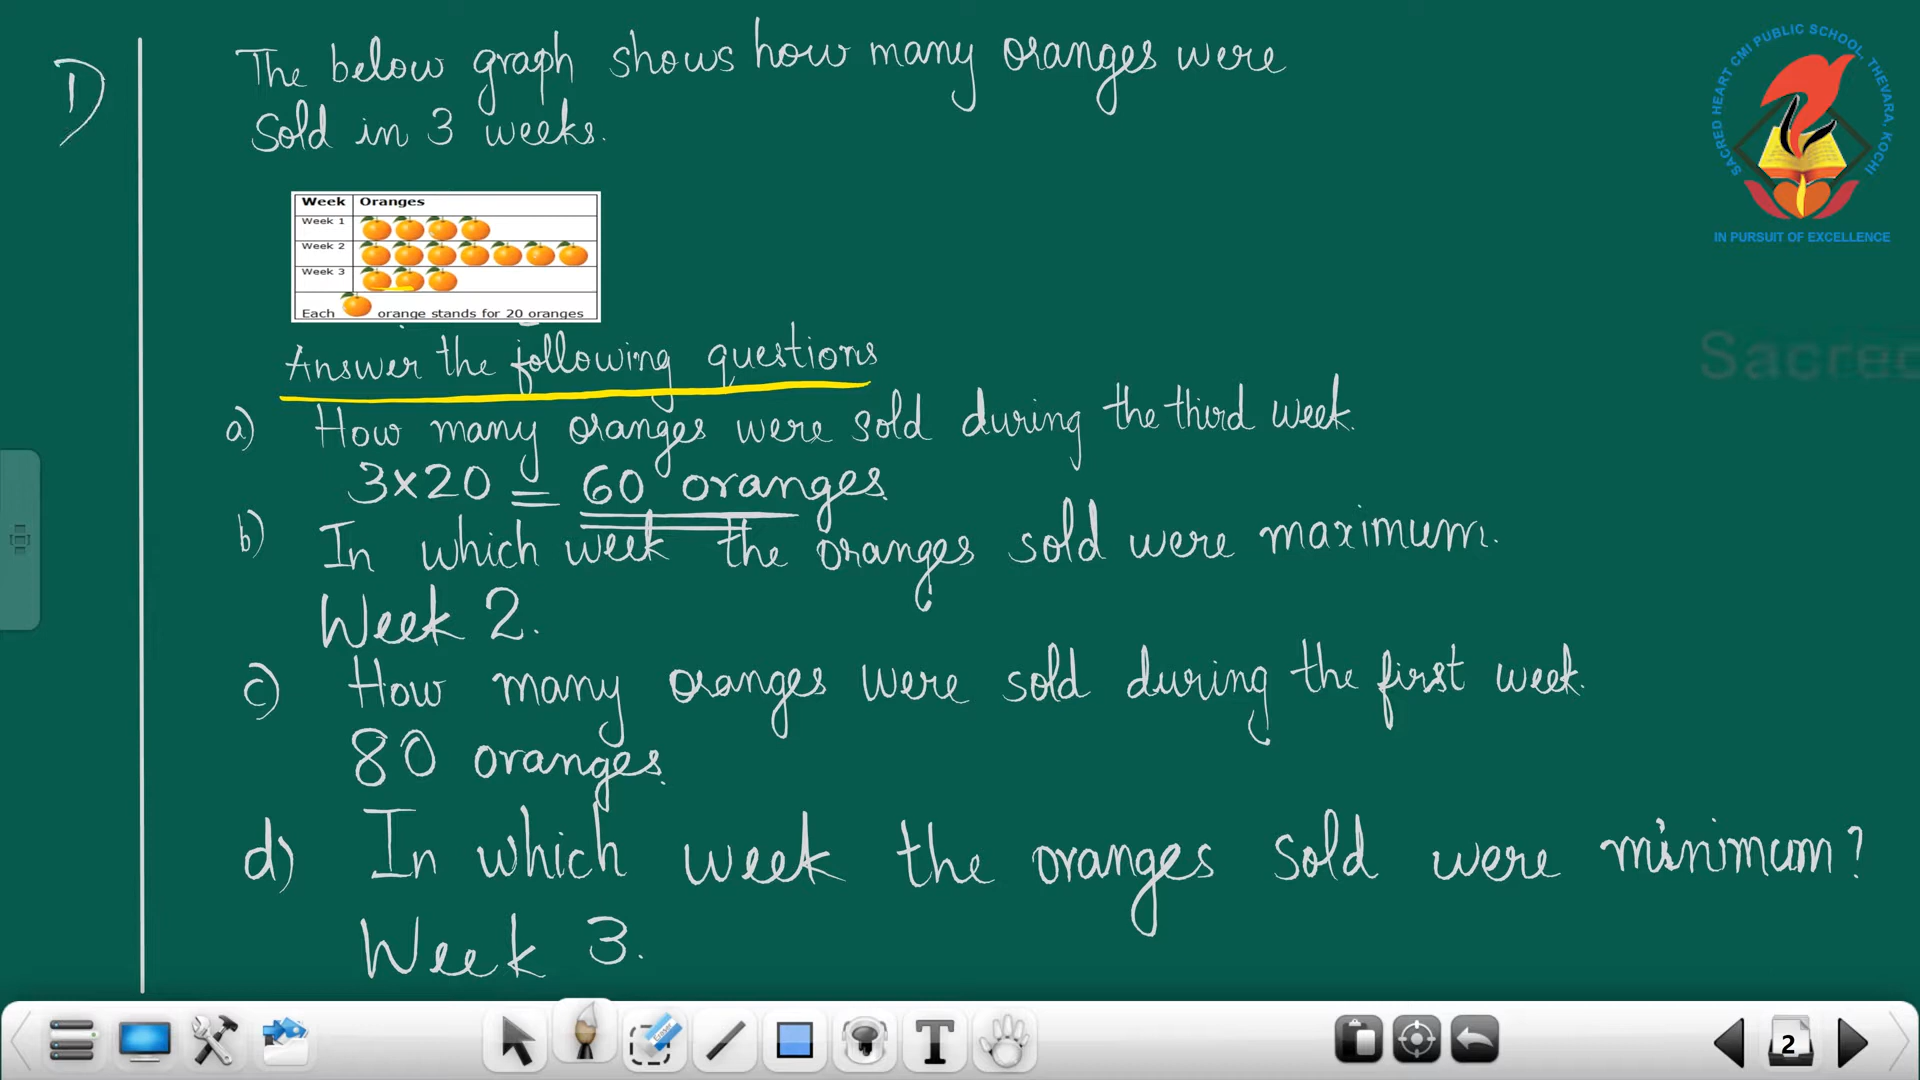 D
The below graph shows how many oranges were
Sold in 3 weeks.
Week Oranges
Week 1
Week 2
Week 3
Each orange stands for 20 oranges
Answer the following questions
a) How many oranges were sold during the third week.
3×20 = 60 oranges.
b) In which week the oranges sold were maximum.
Week 2.
c) How many oranges were sold during the first week.
80 oranges.
d) In which week the oranges sold were minimum?
Week 3.
SACRED HEART CMI PUBLIC SCHOOL, THEVARA, KOCHI
IN PURSUIT OF EXCELLENCE
Sacred
Eraser
T
2